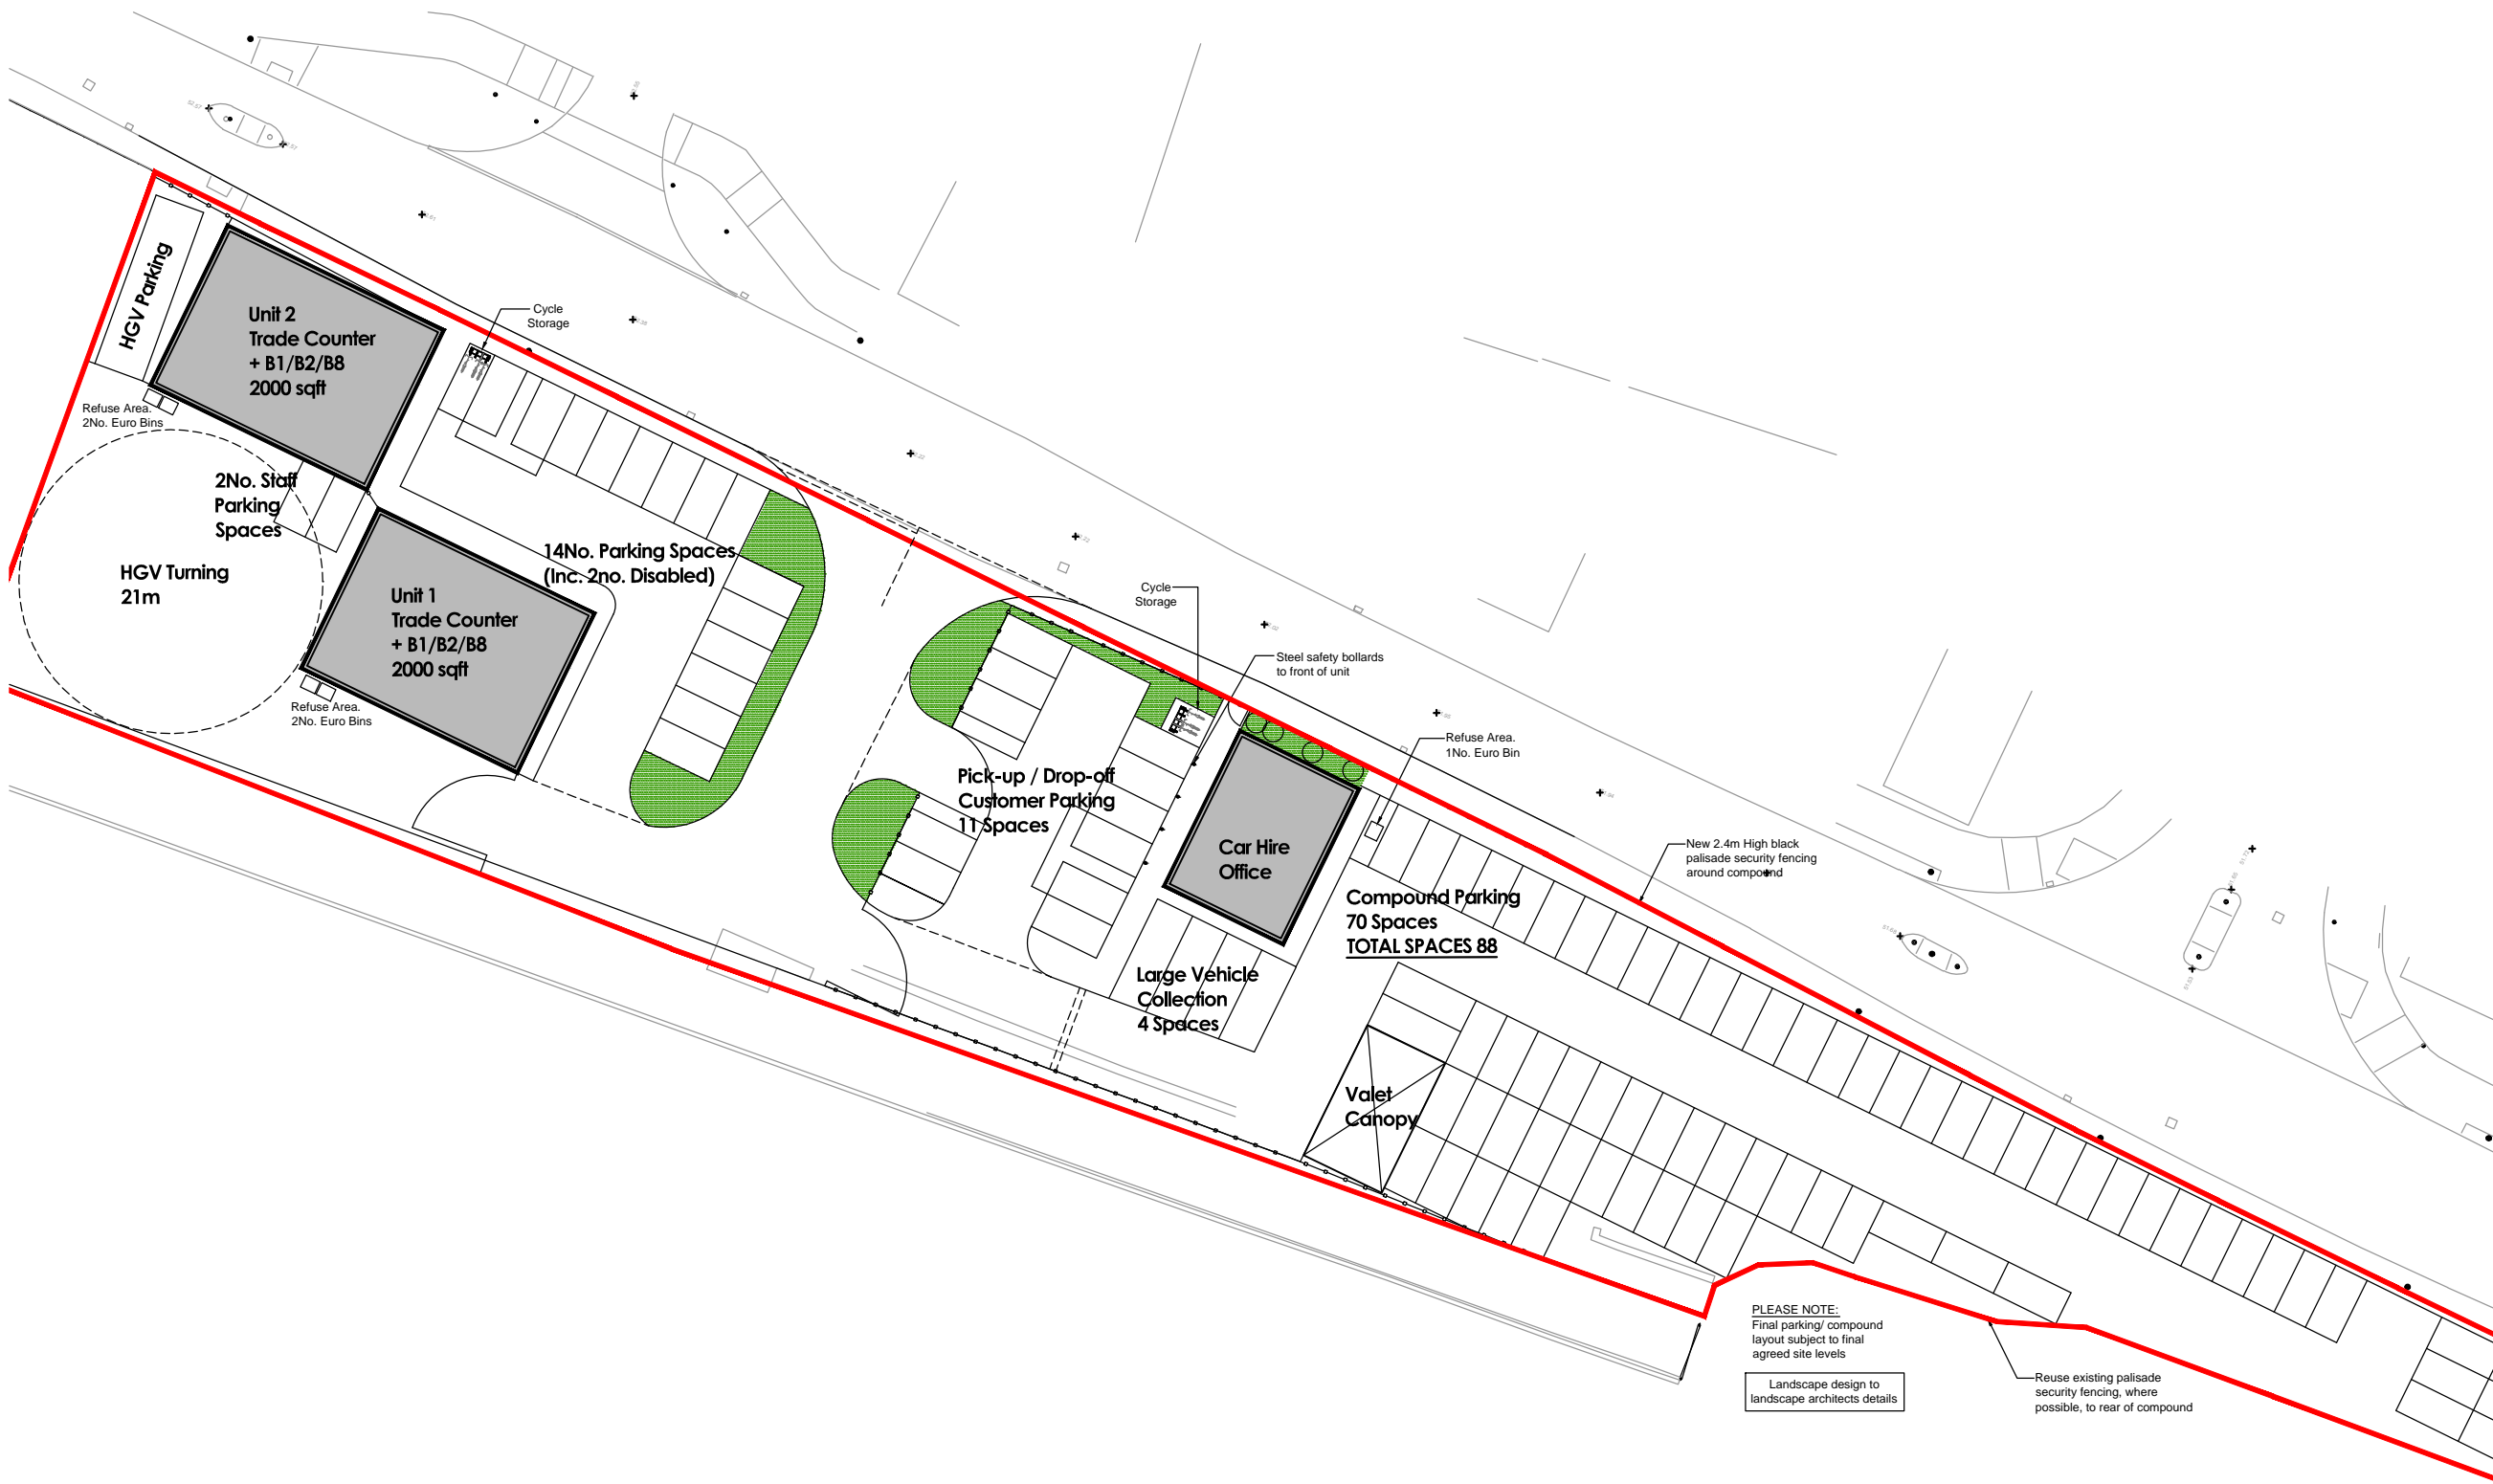 HGV Parking
Unit 2
Trade Counter
+ B1/B2/B8
2000 sqft
Cycle
Storage
Refuse Area.
2No. Euro Bins
2No. Staff
Parking
Spaces
HGV Turning
21m
14No. Parking Spaces
(Inc. 2no. Disabled)
Unit 1
Trade Counter
+ B1/B2/B8
2000 sqft
Refuse Area.
2No. Euro Bins
Cycle
Storage
Steel safety bollards
to front of unit
Refuse Area.
1No. Euro Bin
Pick-up / Drop-off
Customer Parking
11 Spaces
Car Hire
Office
New 2.4m High black
palisade security fencing
around compound
Compound Parking
70 Spaces
TOTAL SPACES 88
Large Vehicle
Collection
4 Spaces
Valet
Canopy
PLEASE NOTE:
Final parking/ compound
layout subject to final
agreed site levels
Landscape design to
landscape architects details
Reuse existing palisade
security fencing, where
possible, to rear of compound